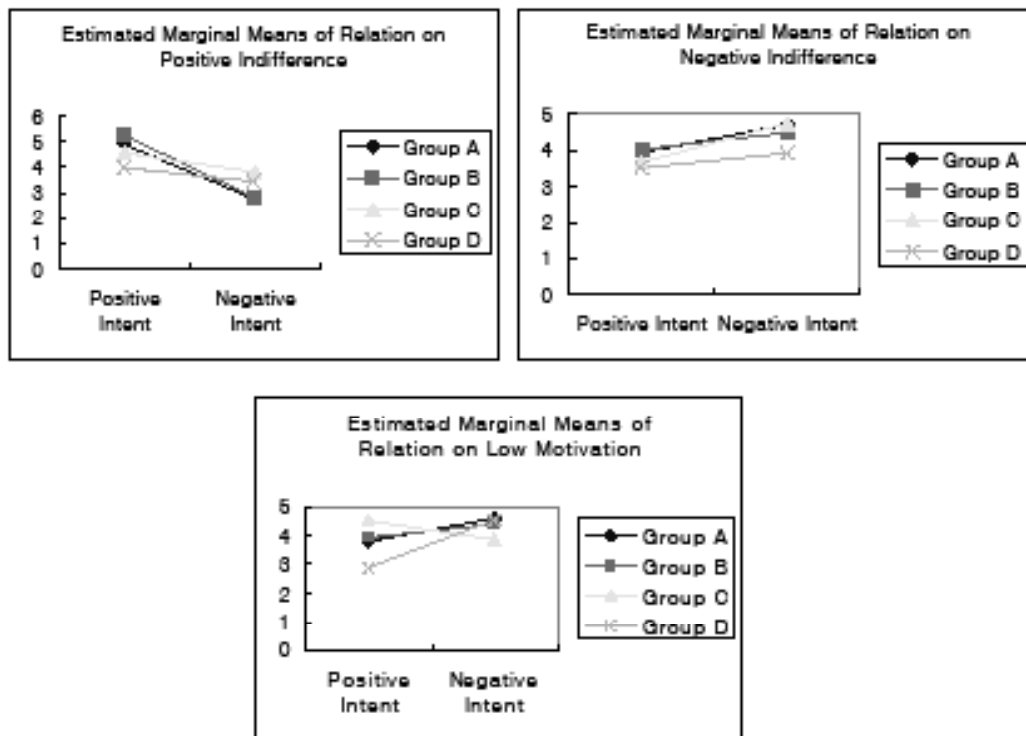 Estimated Marginal Means of Relation on
Positive Indifference
6
5
4
3
2
1
0
Positive
Intent
Negative
Intent
Group A
Group B
Group C
Group D
Estimated Marginal Means of Relation on
Negative Indifference
5
4
3
2
1
0
Positive Intent Negative Intent
Group A
Group B
Group C
Group D
Estimated Marginal Means of
Relation on Low Motivation
5
4
3
2
1
0
Positive
Intent
Negative
Intent
Group A
Group B
Group C
Group D